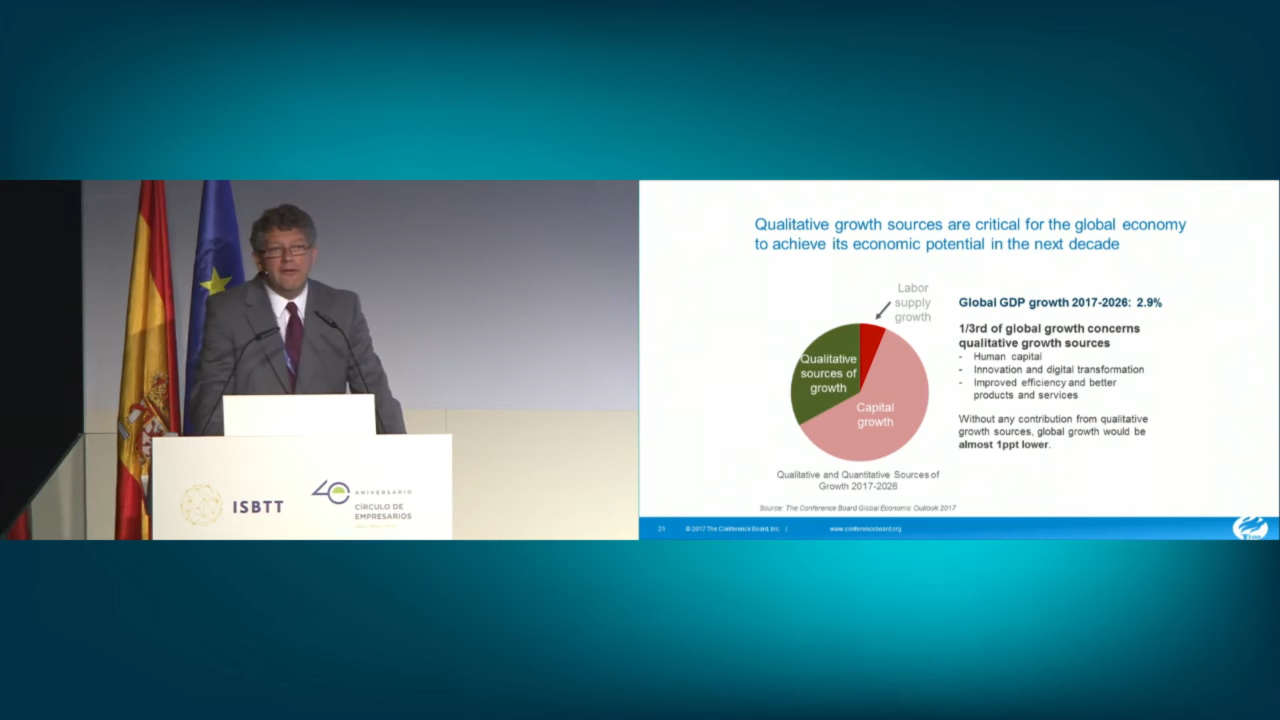 ISBTT
40
ANIVERSARIO
CÍRCULO DE
EMPRESARIOS
Qualitative growth sources are critical for the global economy
to achieve its economic potential in the next decade
Labor
supply
growth
Qualitative
sources of
growth
Capital
growth
Qualitative and Quantitative Sources of
Growth 2017-2026
Global GDP growth 2017-2026: 2.9%
1/3rd of global growth concerns
qualitative growth sources
- Human capital
- Innovation and digital transformation
- Improved efficiency and better
products and services
Without any contribution from qualitative
growth sources, global growth would be
almost 1ppt lower.
Source: The Conference Board Global Economic Outlook 2017
21 © 2017 The Conference Board, Inc. | www.conferenceboard.org